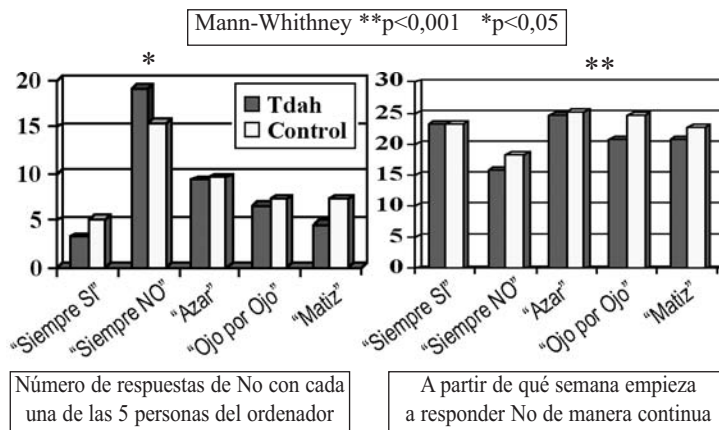 Mann-Whithney **p<0,001 *p<0,05
*
20
15
10
5
0
Tdah
Control
"Siempre SÍ"
"Siempre NO"
"Azar"
"Ojo por Ojo"
"Matiz"
Número de respuestas de No con cada
una de las 5 personas del ordenador
**
30
25
20
15
10
5
0
"Siempre SÍ"
"Siempre NO"
"Azar"
"Ojo por Ojo"
"Matiz"
A partir de qué semana empieza
a responder No de manera continua